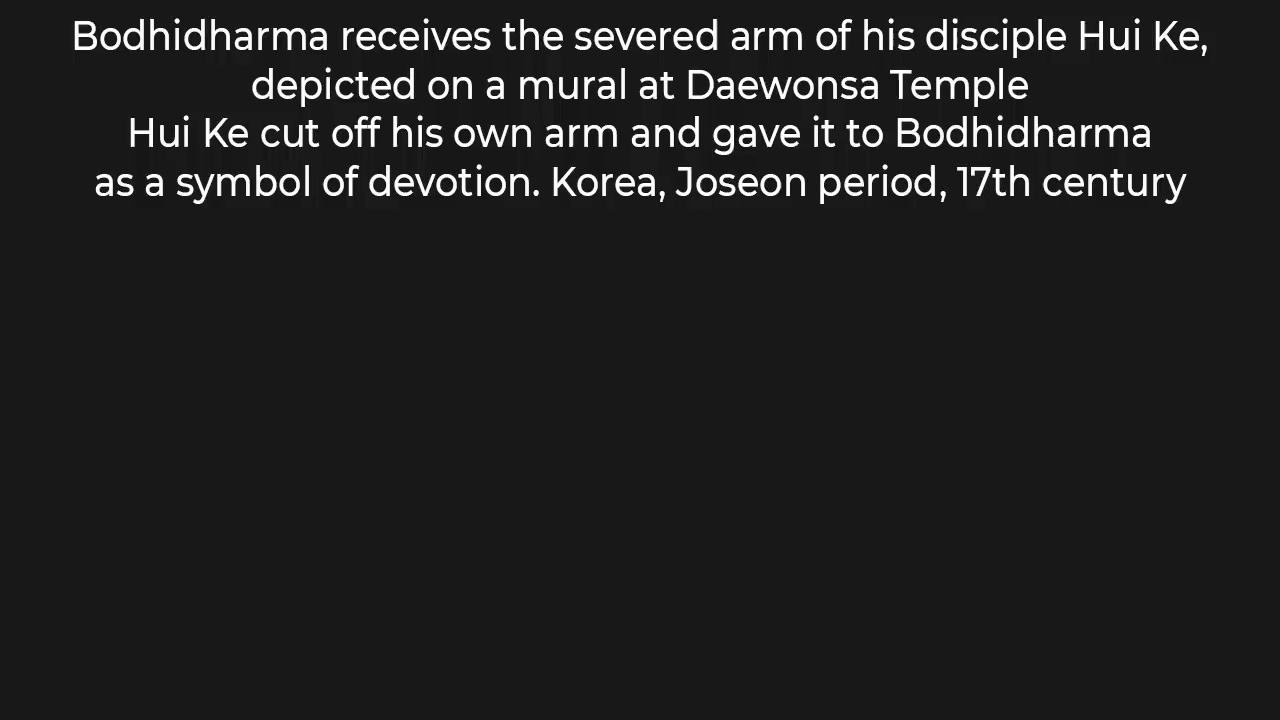 Bodhidharma receives the severed arm of his disciple Hui Ke,
depicted on a mural at Daewonsa Temple
Hui Ke cut off his own arm and gave it to Bodhidharma
as a symbol of devotion. Korea, Joseon period, 17th century